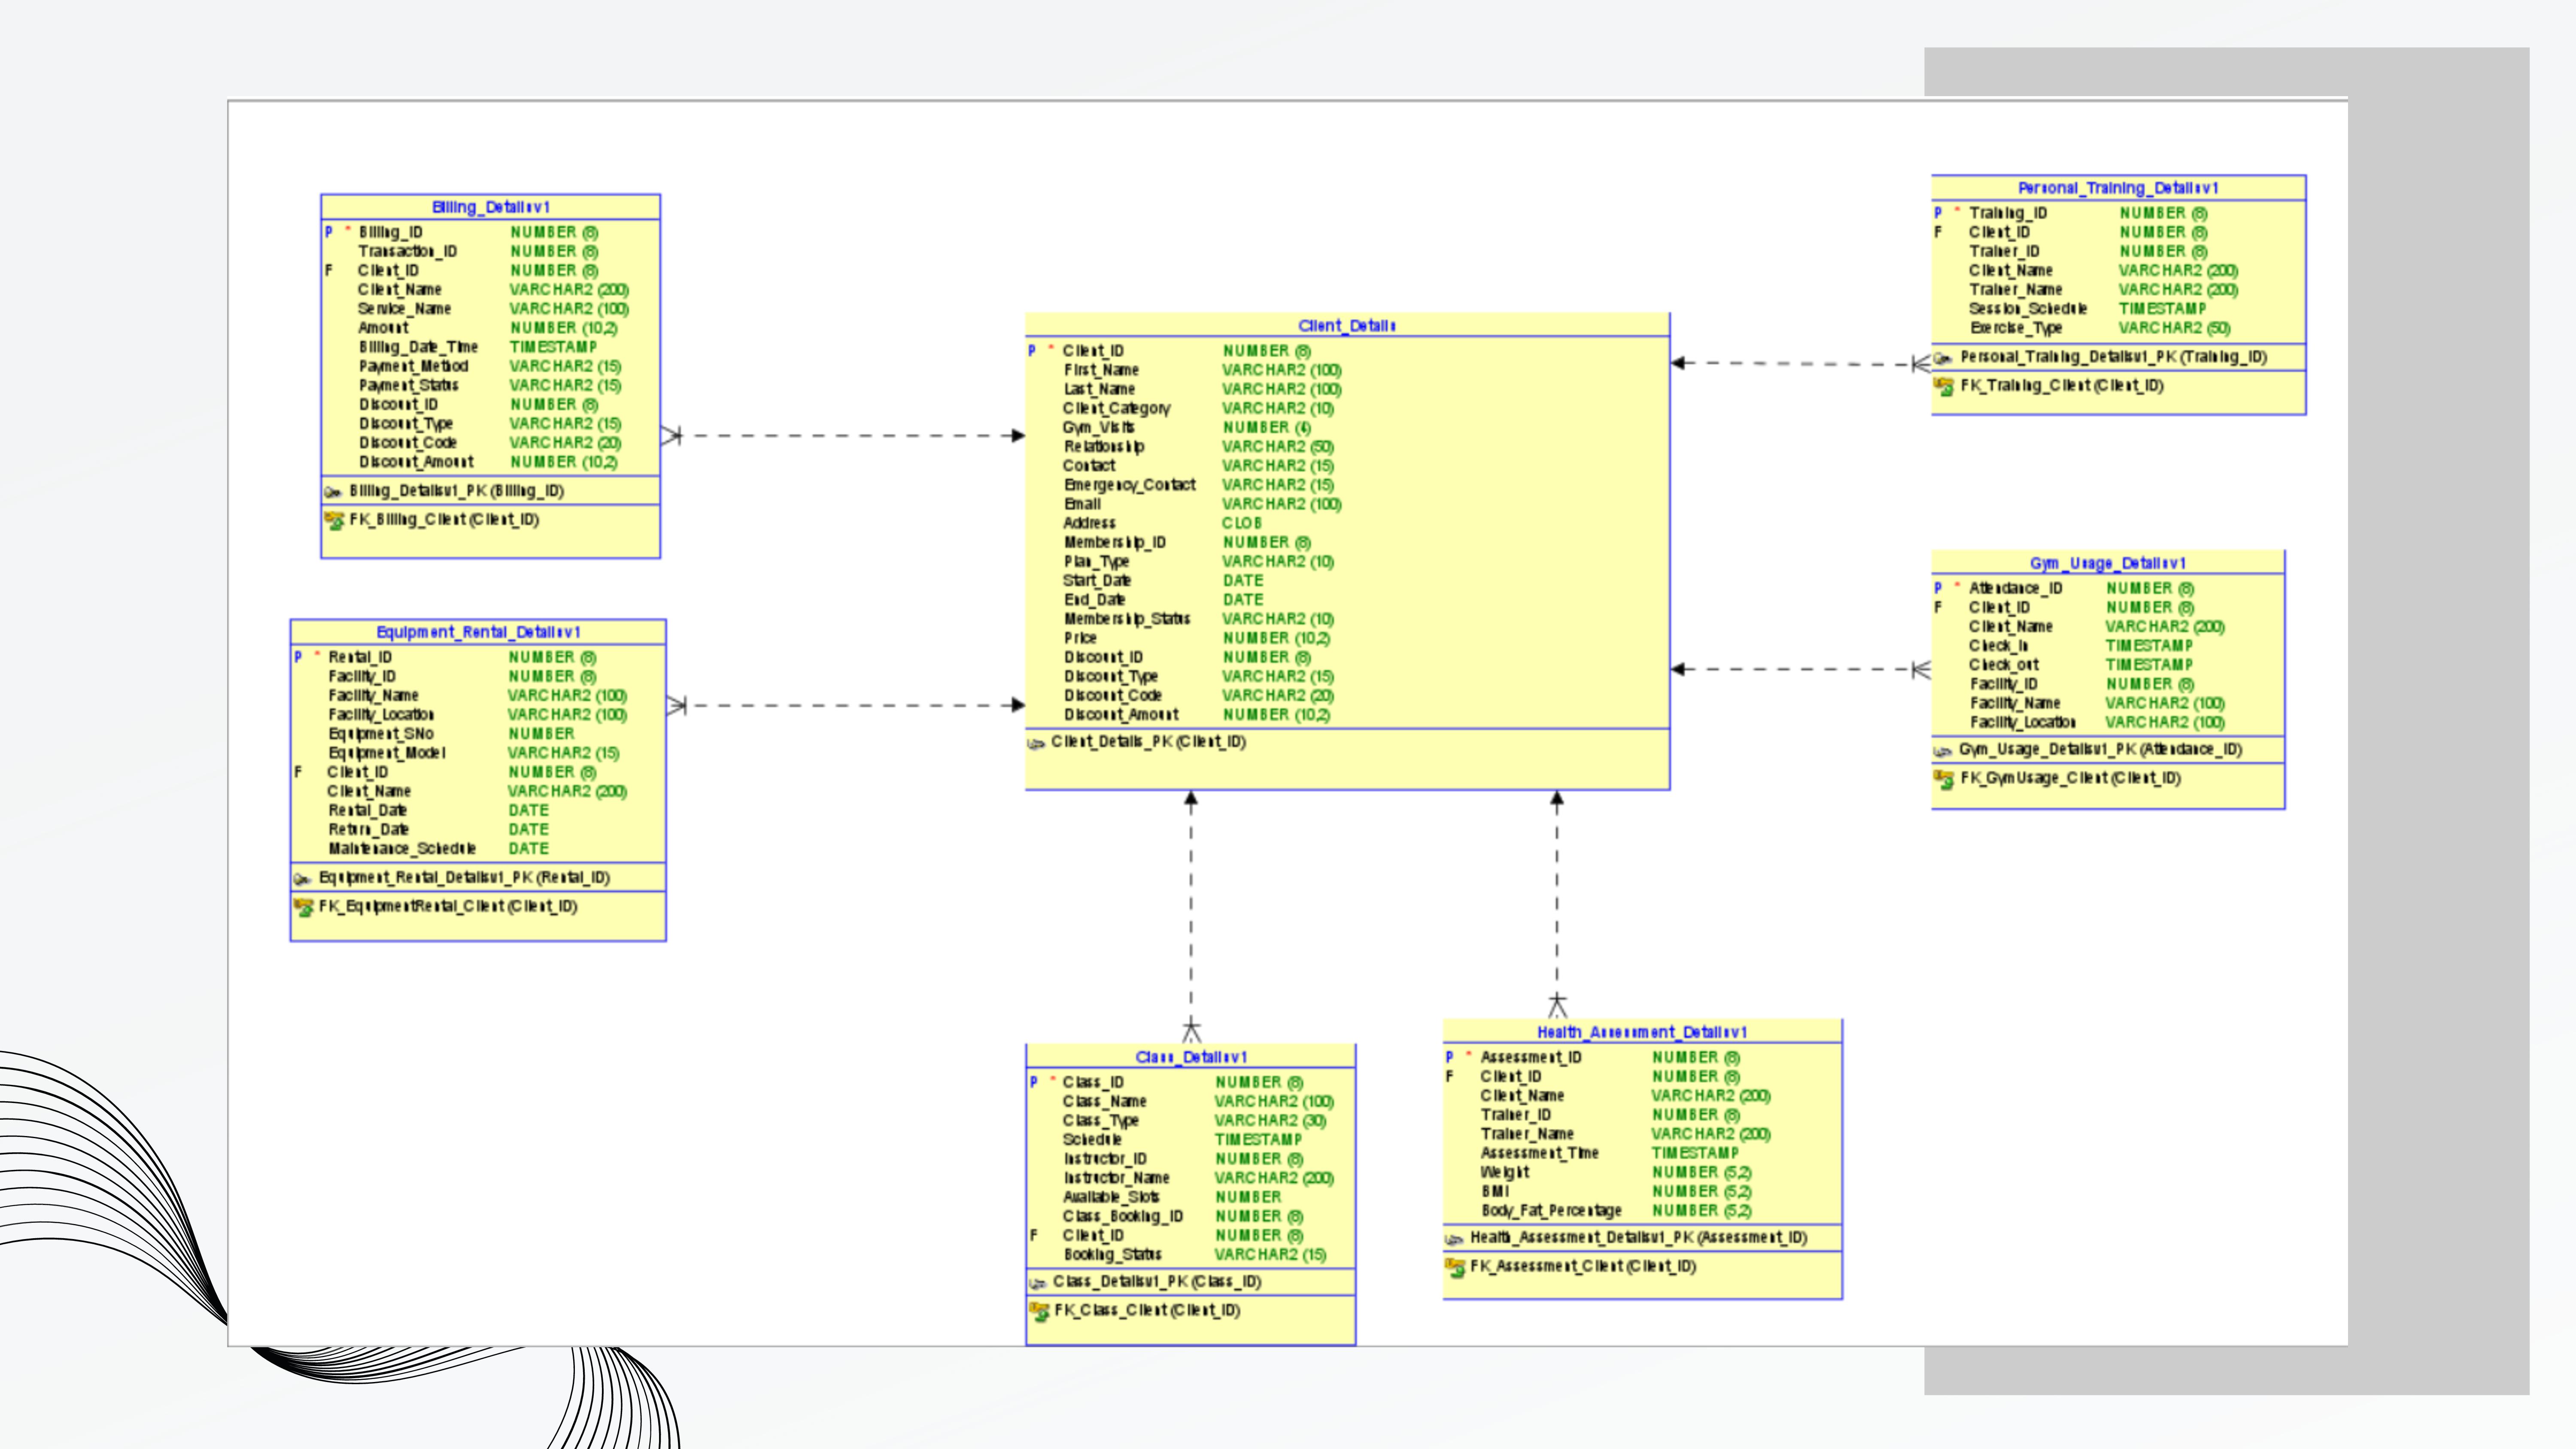 Billing_Detailsv1
P * Billing_ID NUMBER (8)
Transaction_ID NUMBER (8)
F Client_ID NUMBER (8)
Client_Name VARCHAR2 (200)
Service_Name VARCHAR2 (100)
Amount NUMBER (10,2)
Billing_Date_Time TIMESTAMP
Payment_Method VARCHAR2 (15)
Payment_Status VARCHAR2 (15)
Discount_ID NUMBER (8)
Discount_Type VARCHAR2 (15)
Discount_Code VARCHAR2 (20)
Discount_Amount NUMBER (10,2)
Billing_Detailsv1_PK (Billing_ID)
FK_Billing_Client (Client_ID)
Equipment_Rental_Detailsv1
P * Rental_ID NUMBER (8)
Facility_ID NUMBER (8)
Facility_Name VARCHAR2 (100)
Facility_Location VARCHAR2 (100)
Equipment_SNo NUMBER
Equipment_Model VARCHAR2 (15)
F Client_ID NUMBER (8)
Client_Name VARCHAR2 (200)
Rental_Date DATE
Return_Date DATE
Maintenance_Schedule DATE
Equipment_Rental_Detailsv1_PK (Rental_ID)
FK_EquipmentRental_Client (Client_ID)
Client_Details
P * Client_ID NUMBER (8)
First_Name VARCHAR2 (100)
Last_Name VARCHAR2 (100)
Client_Category VARCHAR2 (10)
Gym_Visits NUMBER (4)
Relationship VARCHAR2 (50)
Contact VARCHAR2 (15)
Emergency_Contact VARCHAR2 (15)
Email VARCHAR2 (100)
Address CLOB
Membership_ID NUMBER (8)
Plan_Type VARCHAR2 (10)
Start_Date DATE
End_Date DATE
Membership_Status VARCHAR2 (10)
Price NUMBER (10,2)
Discount_ID NUMBER (8)
Discount_Type VARCHAR2 (15)
Discount_Code VARCHAR2 (20)
Discount_Amount NUMBER (10,2)
Client_Details_PK (Client_ID)
Personal_Training_Detailsv1
P * Training_ID NUMBER (8)
F Client_ID NUMBER (8)
Trainer_ID NUMBER (8)
Client_Name VARCHAR2 (200)
Trainer_Name VARCHAR2 (200)
Session_Schedule TIMESTAMP
Exercise_Type VARCHAR2 (50)
Personal_Training_Detailsv1_PK (Training_ID)
FK_Training_Client (Client_ID)
Gym_Usage_Detailsv1
P * Attendance_ID NUMBER (8)
F Client_ID NUMBER (8)
Client_Name VARCHAR2 (200)
Check_in TIMESTAMP
Check_out TIMESTAMP
Facility_ID NUMBER (8)
Facility_Name VARCHAR2 (100)
Facility_Location VARCHAR2 (100)
Gym_Usage_Detailsv1_PK (Attendance_ID)
FK_GymUsage_Client (Client_ID)
Class_Detailsv1
P * Class_ID NUMBER (8)
Class_Name VARCHAR2 (100)
Class_Type VARCHAR2 (30)
Schedule TIMESTAMP
Instructor_ID NUMBER (8)
Instructor_Name VARCHAR2 (200)
Available_Slots NUMBER
Class_Booking_ID NUMBER (8)
F Client_ID NUMBER (8)
Booking_Status VARCHAR2 (15)
Class_Detailsv1_PK (Class_ID)
FK_Class_Client (Client_ID)
Health_Assessment_Detailsv1
P * Assessment_ID NUMBER (8)
F Client_ID NUMBER (8)
Client_Name VARCHAR2 (200)
Trainer_ID NUMBER (8)
Trainer_Name VARCHAR2 (200)
Assessment_Time TIMESTAMP
Weight NUMBER (5,2)
BMI NUMBER (5,2)
Body_Fat_Percentage NUMBER (5,2)
Health_Assessment_Detailsv1_PK (Assessment_ID)
FK_Assessment_Client (Client_ID)